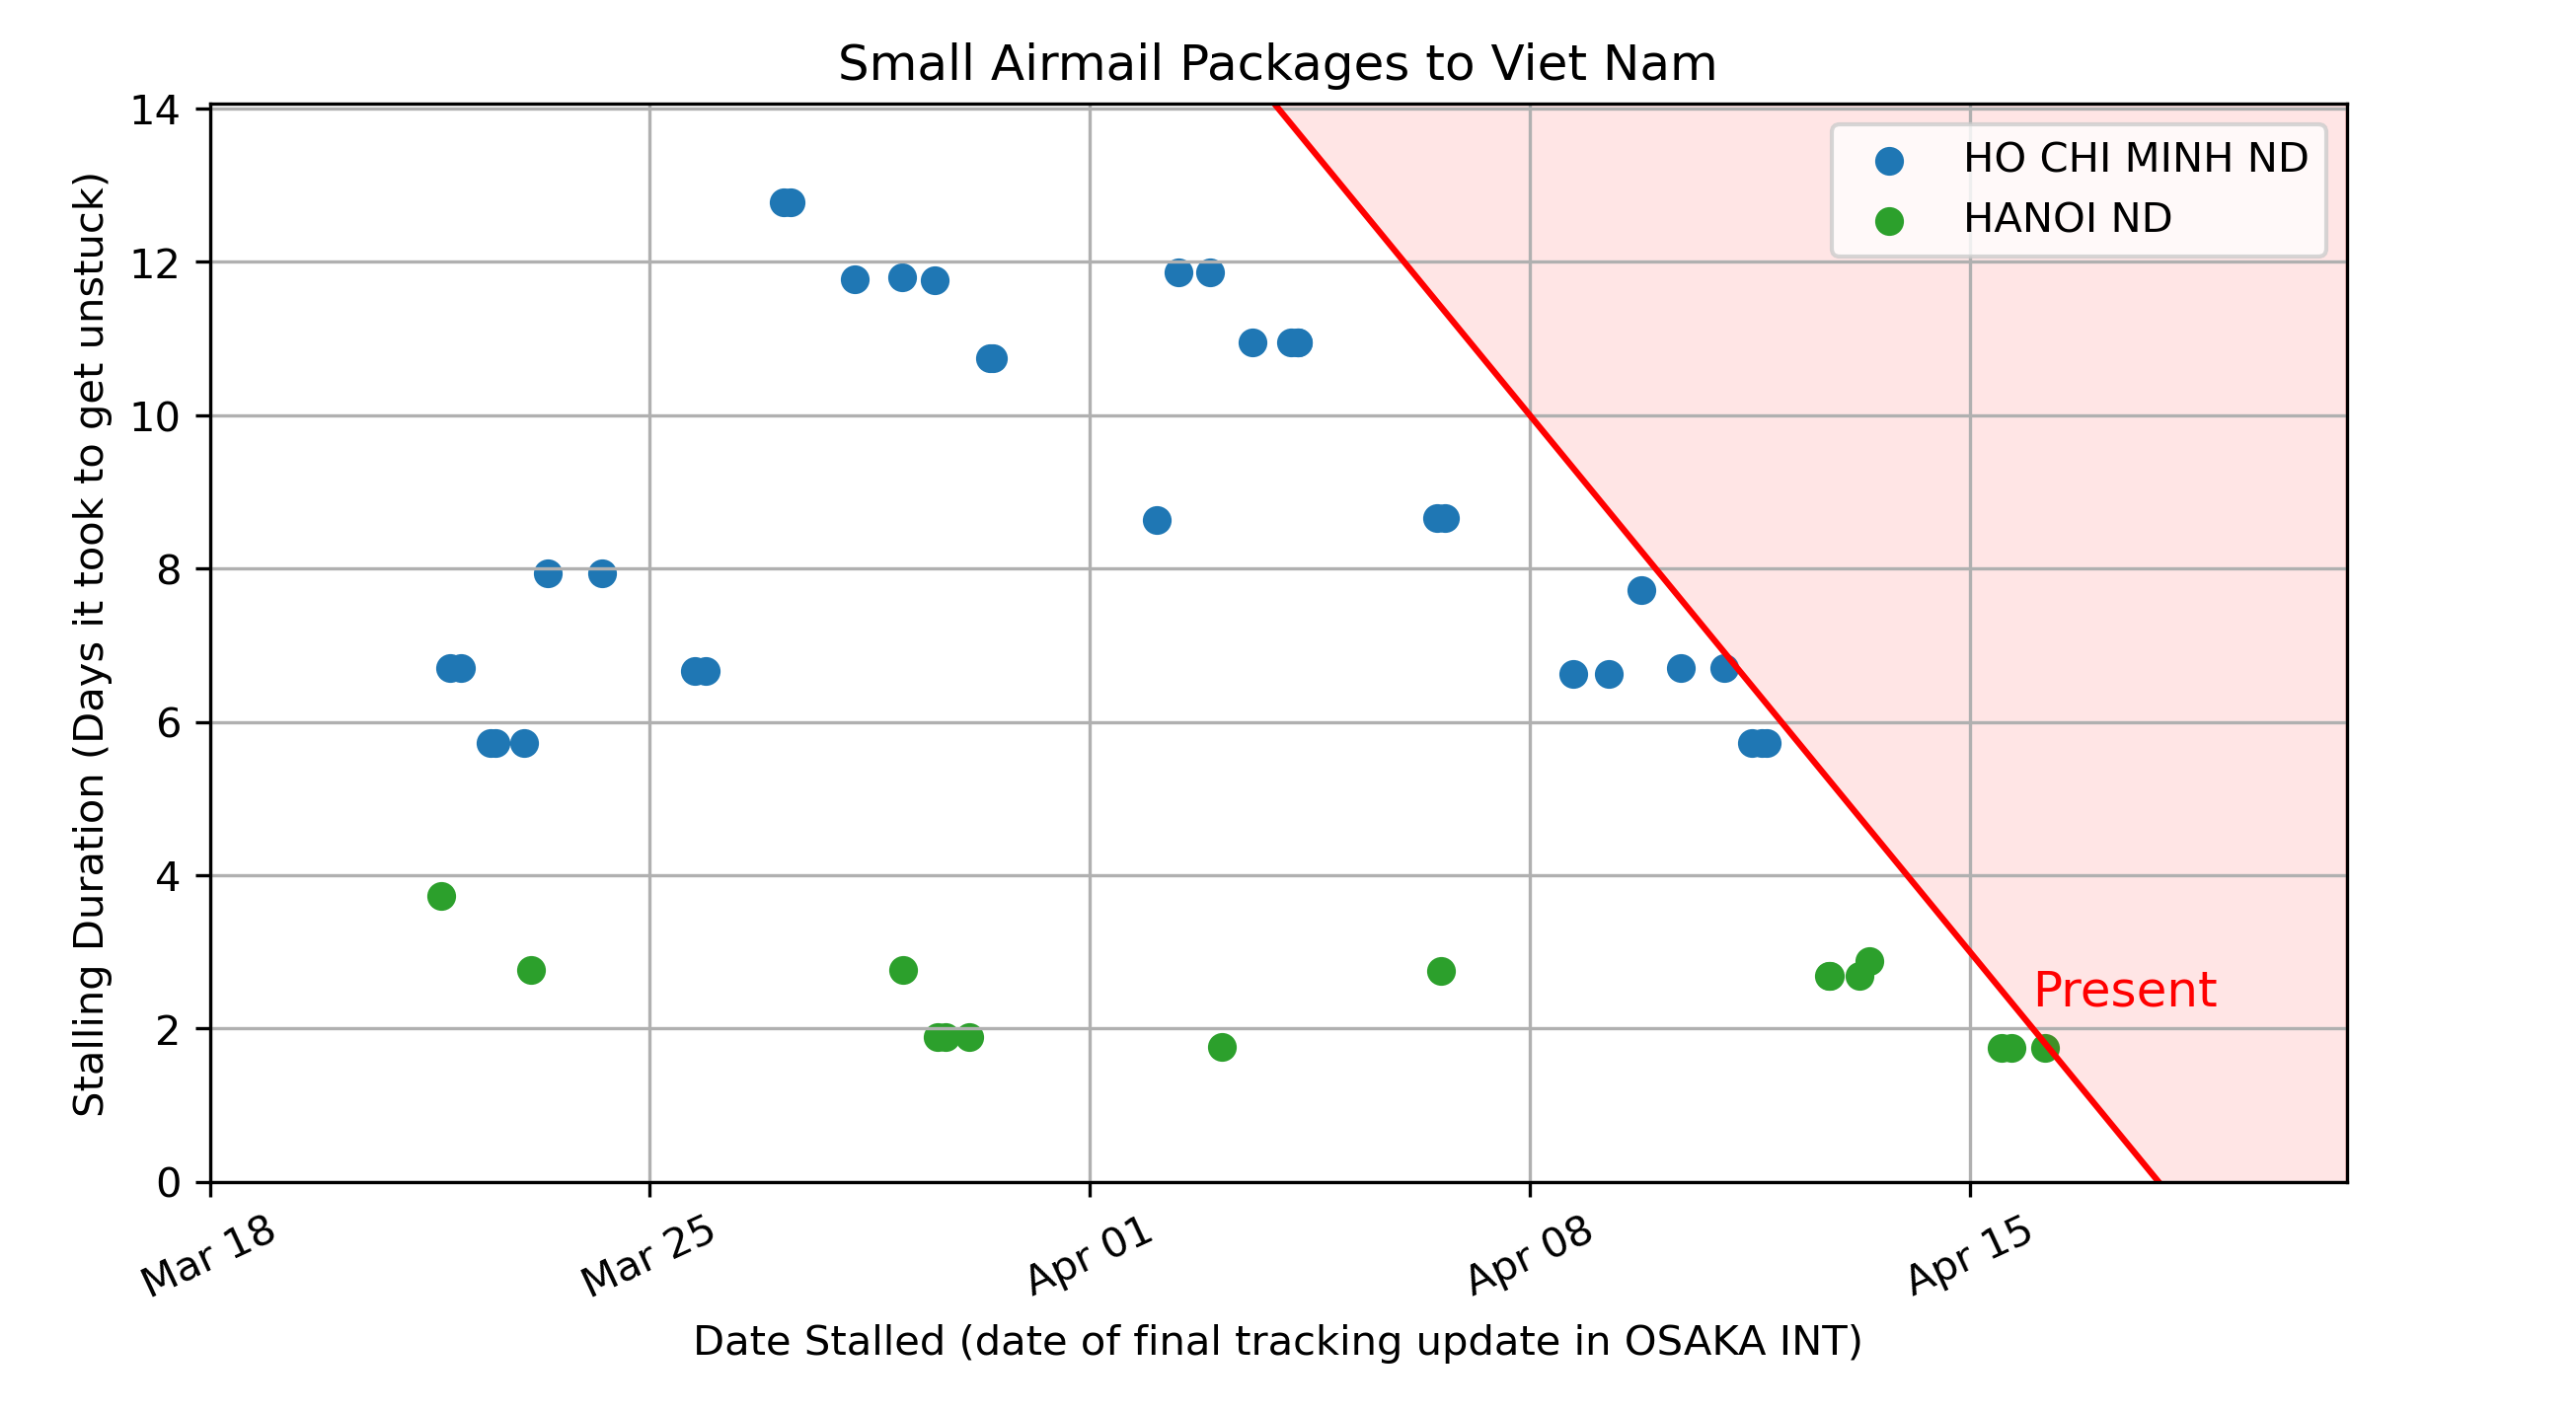 Small Airmail Packages to Viet Nam
Stalling Duration (Days it took to get unstuck)
14
12
10
8
6
4
2
0
HO CHI MINH ND
HANOI ND
Present
Mar 18
Mar 25
Apr 01
Apr 08
Apr 15
Date Stalled (date of final tracking update in OSAKA INT)